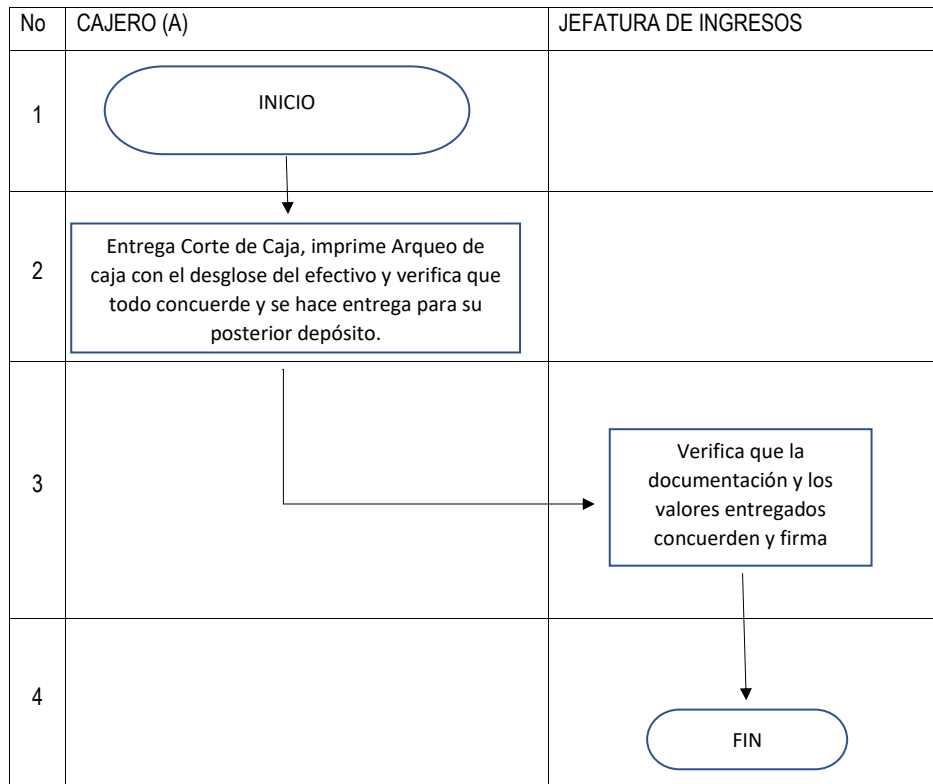 No CAJERO (A) JEFATURA DE INGRESOS
1
INICIO
2
Entrega Corte de Caja, imprime Arqueo de
caja con el desglose del efectivo y verifica que
todo concuerde y se hace entrega para su
posterior depósito.
3
Verifica que la
documentación y los
valores entregados
concuerden y firma
4
FIN